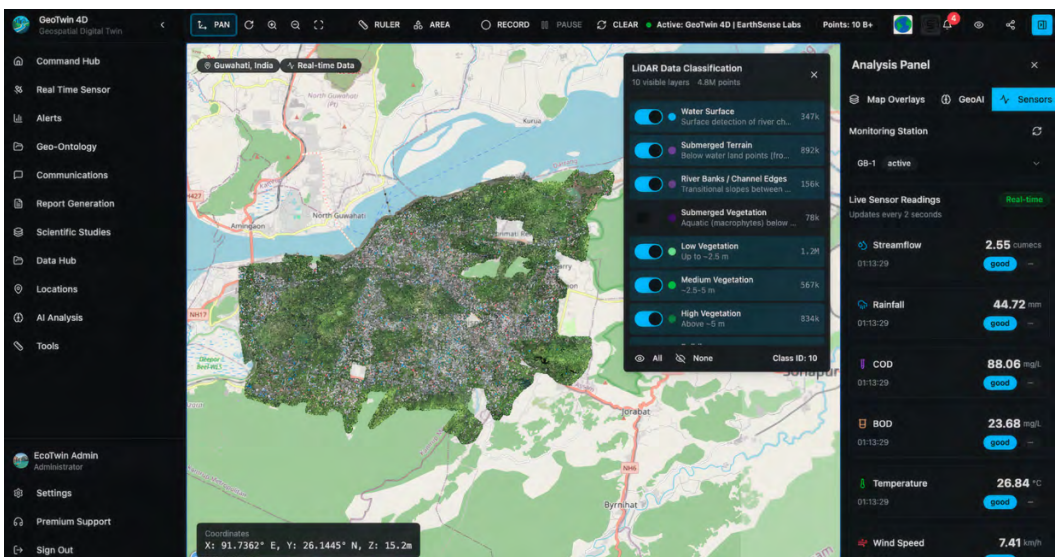 GeoTwin 4D
Geospatial Digital Twin
PAN
RULER
AREA
RECORD
PAUSE
CLEAR
Active: GeoTwin 4D | EarthSense Labs
Points: 10 B+
4
Command Hub
Real Time Sensor
Alerts
Geo-Ontology
Communications
Report Generation
Scientific Studies
Data Hub
Locations
AI Analysis
Tools
EcoTwin Admin
Administrator
Settings
Premium Support
Sign Out
Guwahati, India
Real-time Data
North Guwahati
(Pt)
Kurua
North Guwahati
Amingaon
NH17
Jorabat
NH6
Byrnihat
Coordinates
X: 91.7362° E, Y: 26.1445° N, Z: 15.2m
LiDAR Data Classification
10 visible layers · 4.8M points
Water Surface 347k
Surface detection of river ch...
Submerged Terrain 892k
Below water land points (fro...
River Banks / Channel Edges 156k
Transitional slopes between ...
Submerged Vegetation 78k
Aquatic (macrophytes) below ...
Low Vegetation 1.2M
Up to ~2.5 m
Medium Vegetation 567k
~2.5-5 m
High Vegetation 834k
Above ~5 m
All
None
Class ID: 10
Analysis Panel
Map Overlays
GeoAI
Sensors
Monitoring Station
GB-1 active
Live Sensor Readings Real-time
Updates every 2 seconds
Streamflow 2.55 cumecs
01:13:29 good
Rainfall 44.72 mm
01:13:29 good
COD 88.06 mg/L
01:13:29 good
BOD 23.68 mg/L
01:13:29 good
Temperature 26.84 °C
01:13:29 good
Wind Speed 7.41 km/h